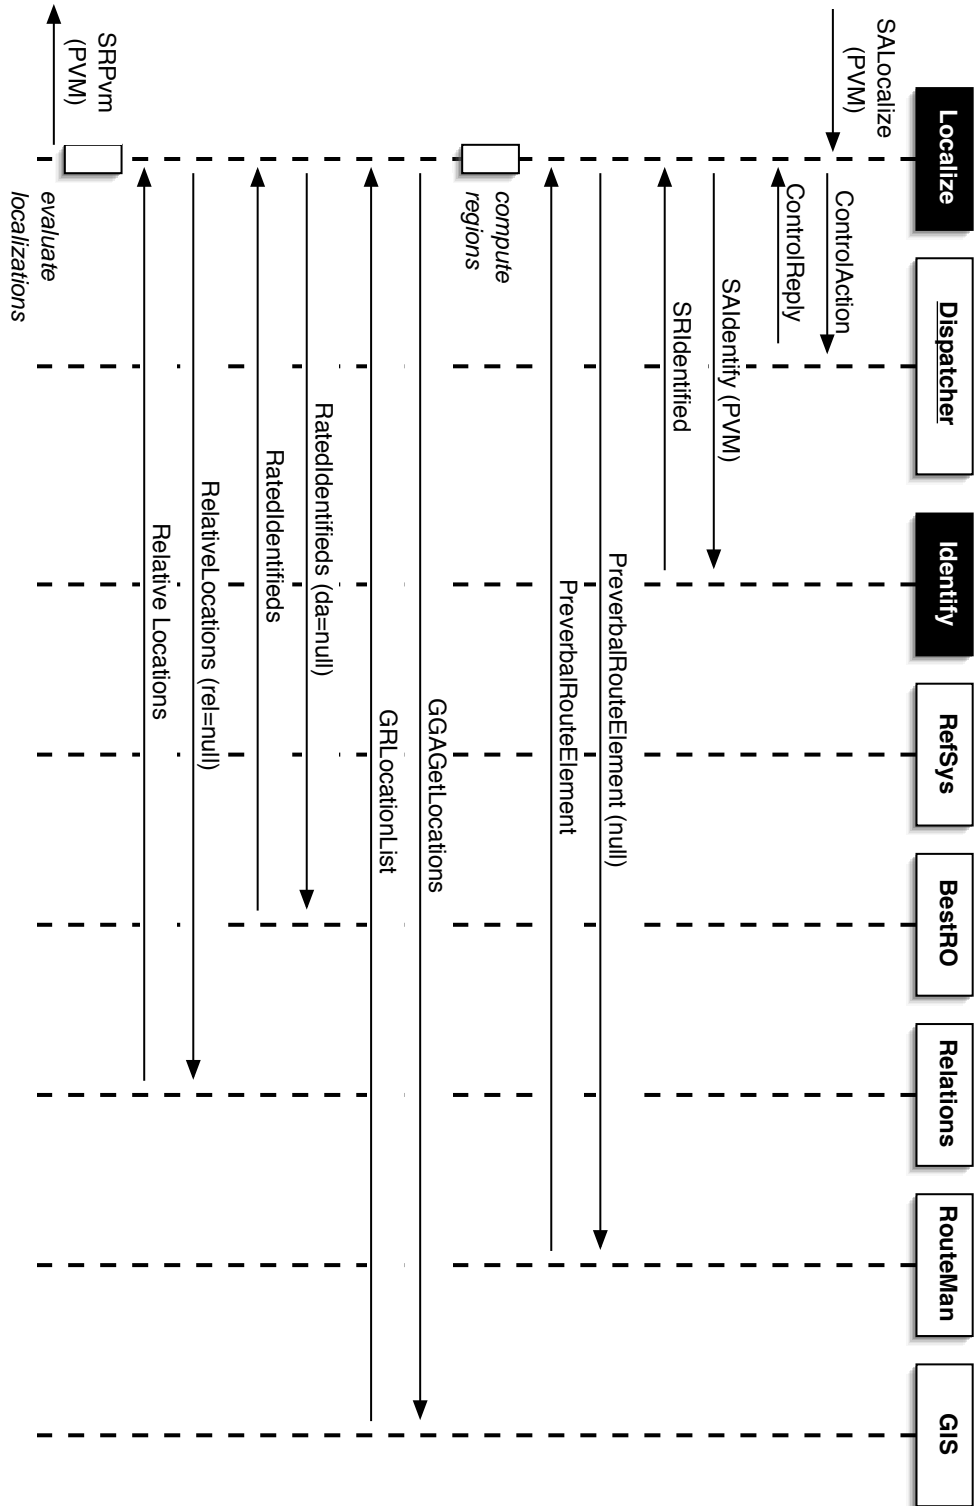 Localize
Dispatcher
Identify
RefSys
BestRO
Relations
RouteMan
GIS
SALocalize
(PVM)
ControlAction
ControlReply
SAIdentify (PVM)
SRIdentified
PreverbalRouteElement (null)
PreverbalRouteElement
compute
regions
GGAGetLocations
GRLocationList
RatedIdentifieds (da=null)
RatedIdentifieds
RelativeLocations (rel=null)
Relative Locations
SRPvm
(PVM)
evaluate
localizations